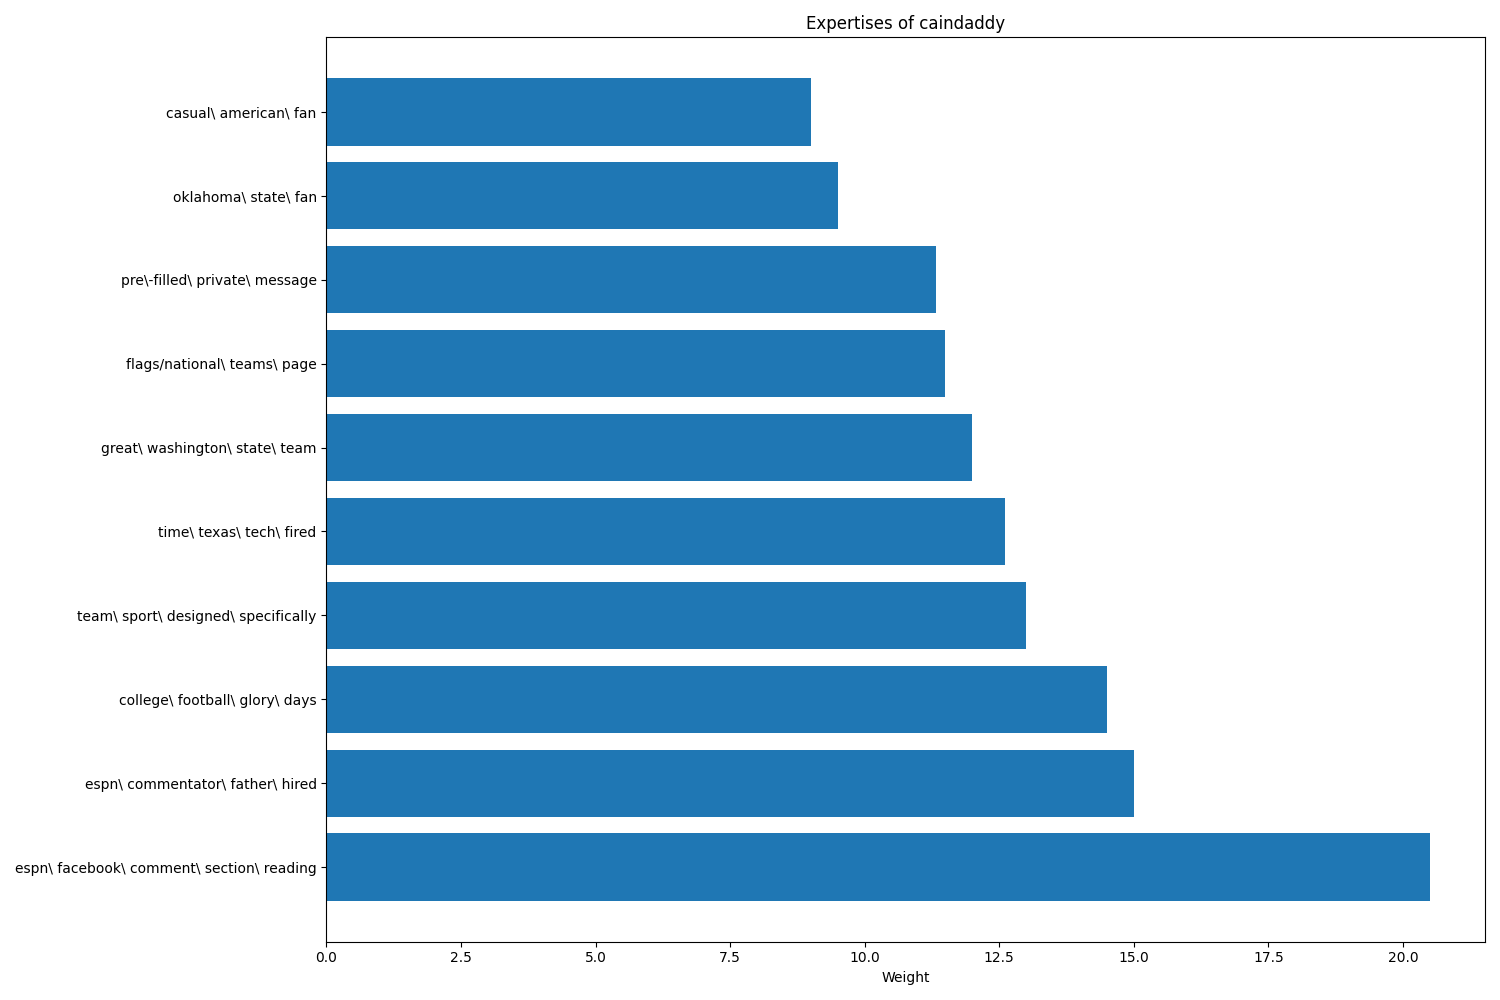 Expertises of caindaddy
casual\ american\ fan
oklahoma\ state\ fan
pre\-filled\ private\ message
flags/national\ teams\ page
great\ washington\ state\ team
time\ texas\ tech\ fired
team\ sport\ designed\ specifically
college\ football\ glory\ days
espn\ commentator\ father\ hired
espn\ facebook\ comment\ section\ reading
0.0 2.5 5.0 7.5 10.0 12.5 15.0 17.5 20.0
Weight